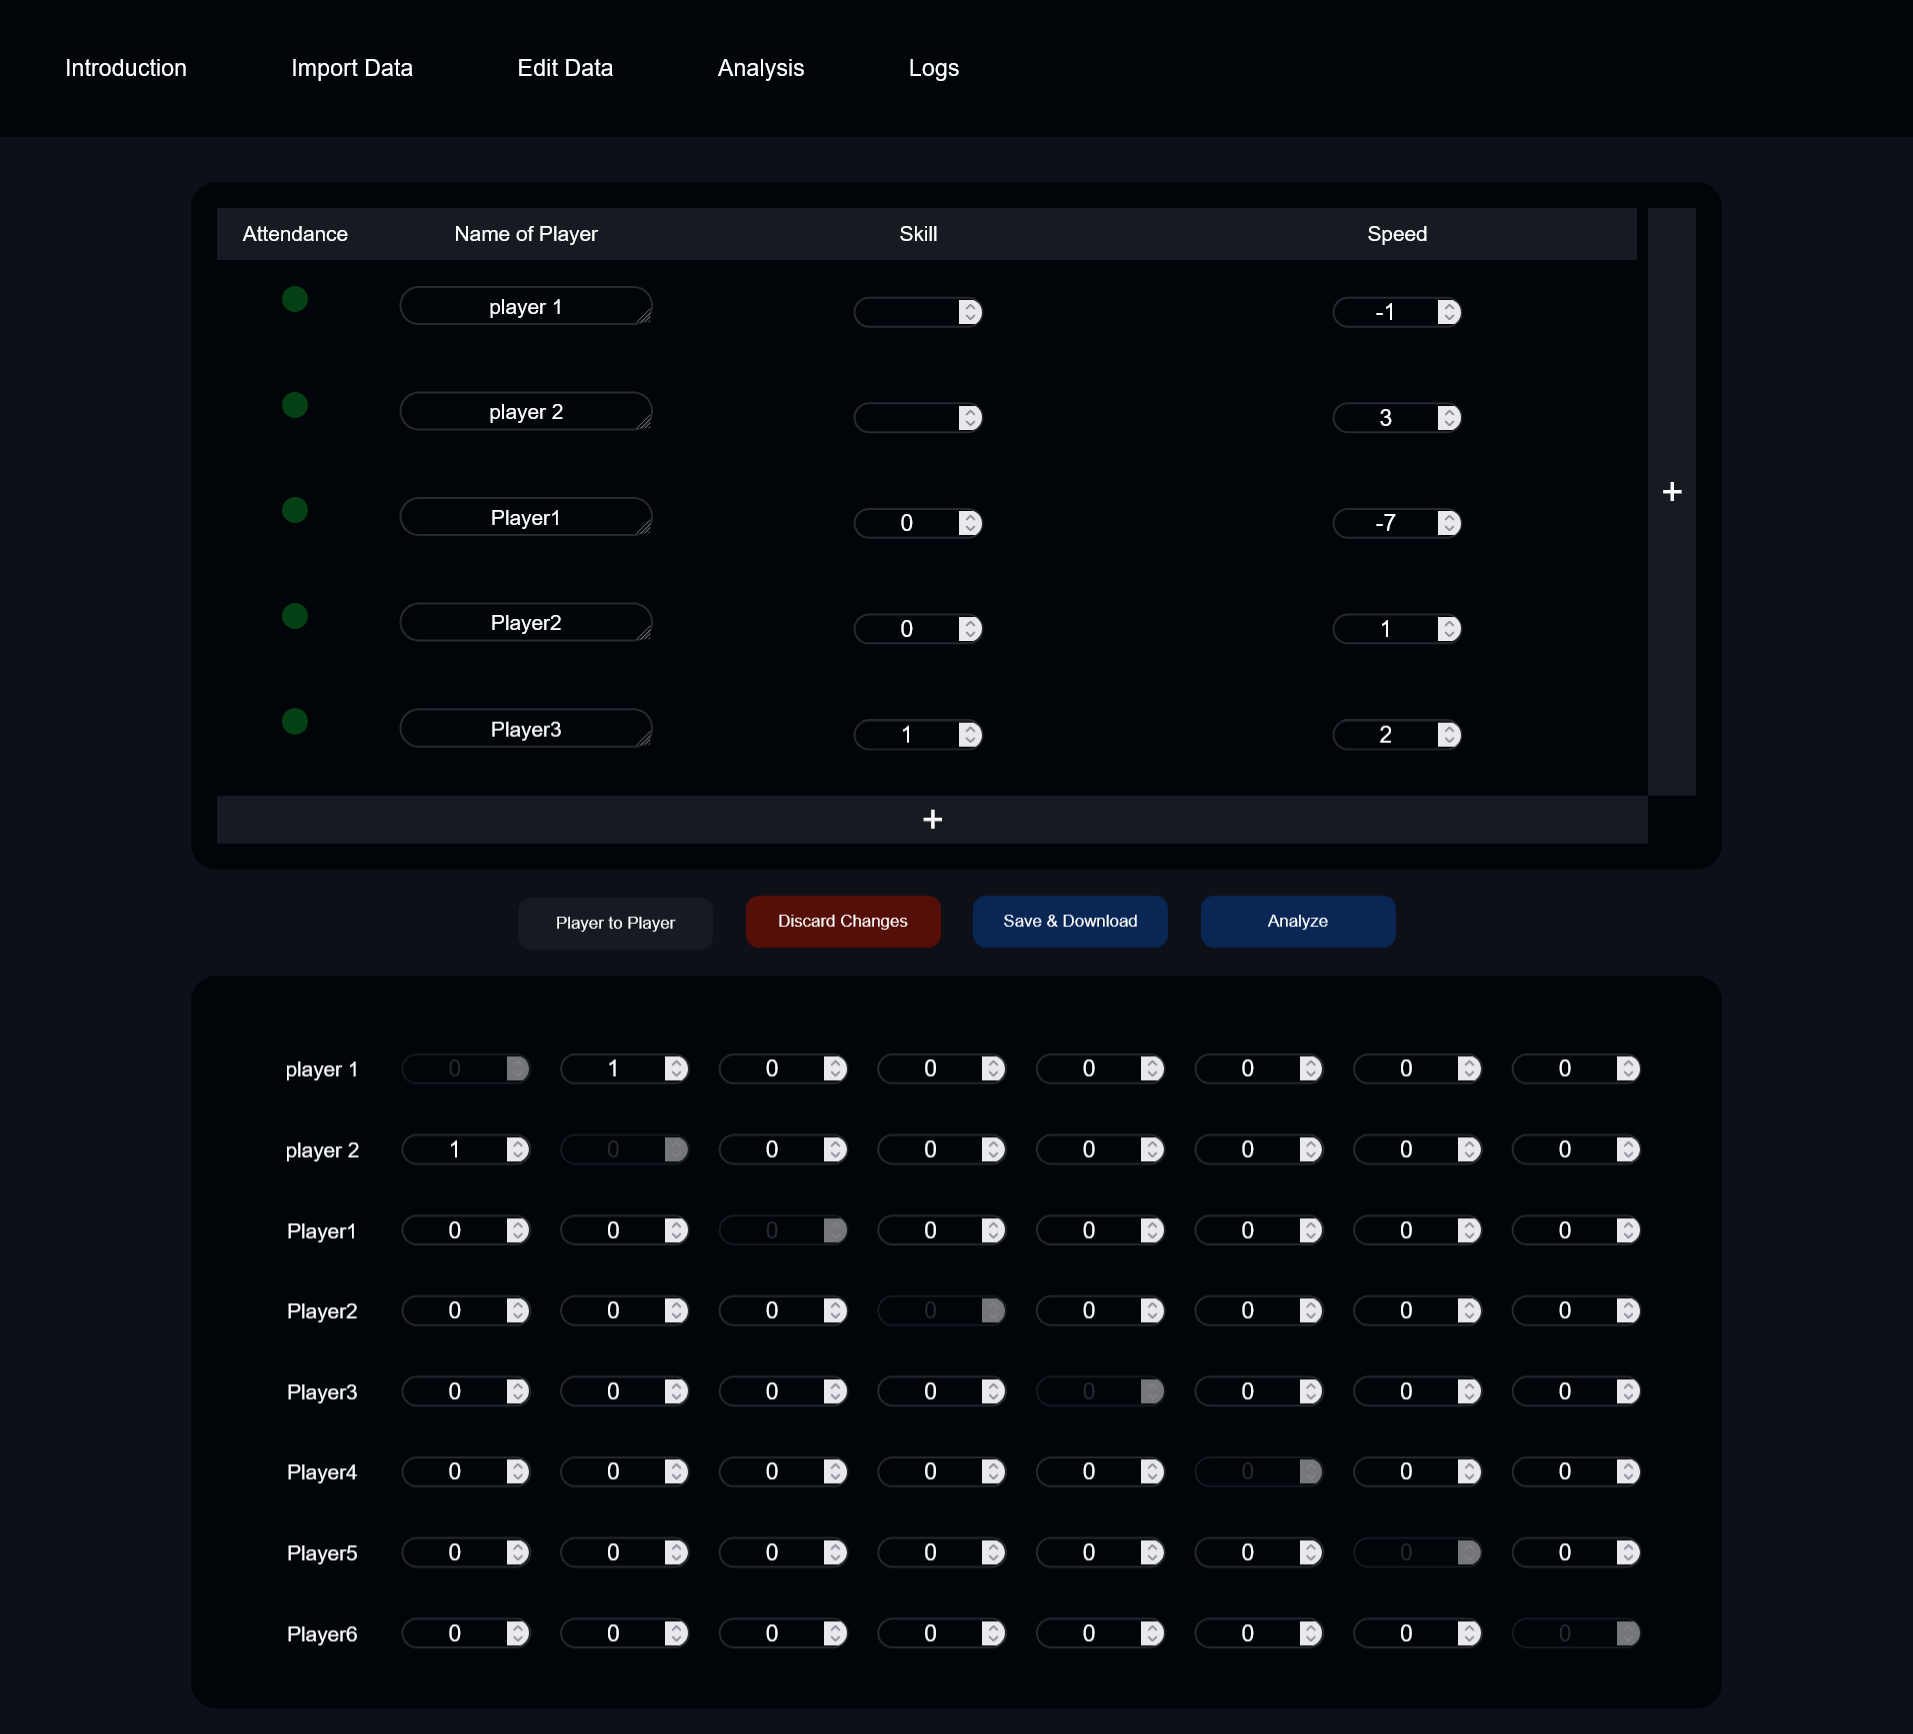 Introduction Import Data Edit Data Analysis Logs
Attendance Name of Player Skill Speed
player 1 -1
player 2 3
Player1 0 -7
+
Player2 0 1
Player3 1 2
+
Player to Player Discard Changes Save & Download Analyze
player 1 0 1 0 0 0 0 0 0
player 2 1 0 0 0 0 0 0 0
Player1 0 0 0 0 0 0 0 0
Player2 0 0 0 0 0 0 0 0
Player3 0 0 0 0 0 0 0 0
Player4 0 0 0 0 0 0 0 0
Player5 0 0 0 0 0 0 0 0
Player6 0 0 0 0 0 0 0 0